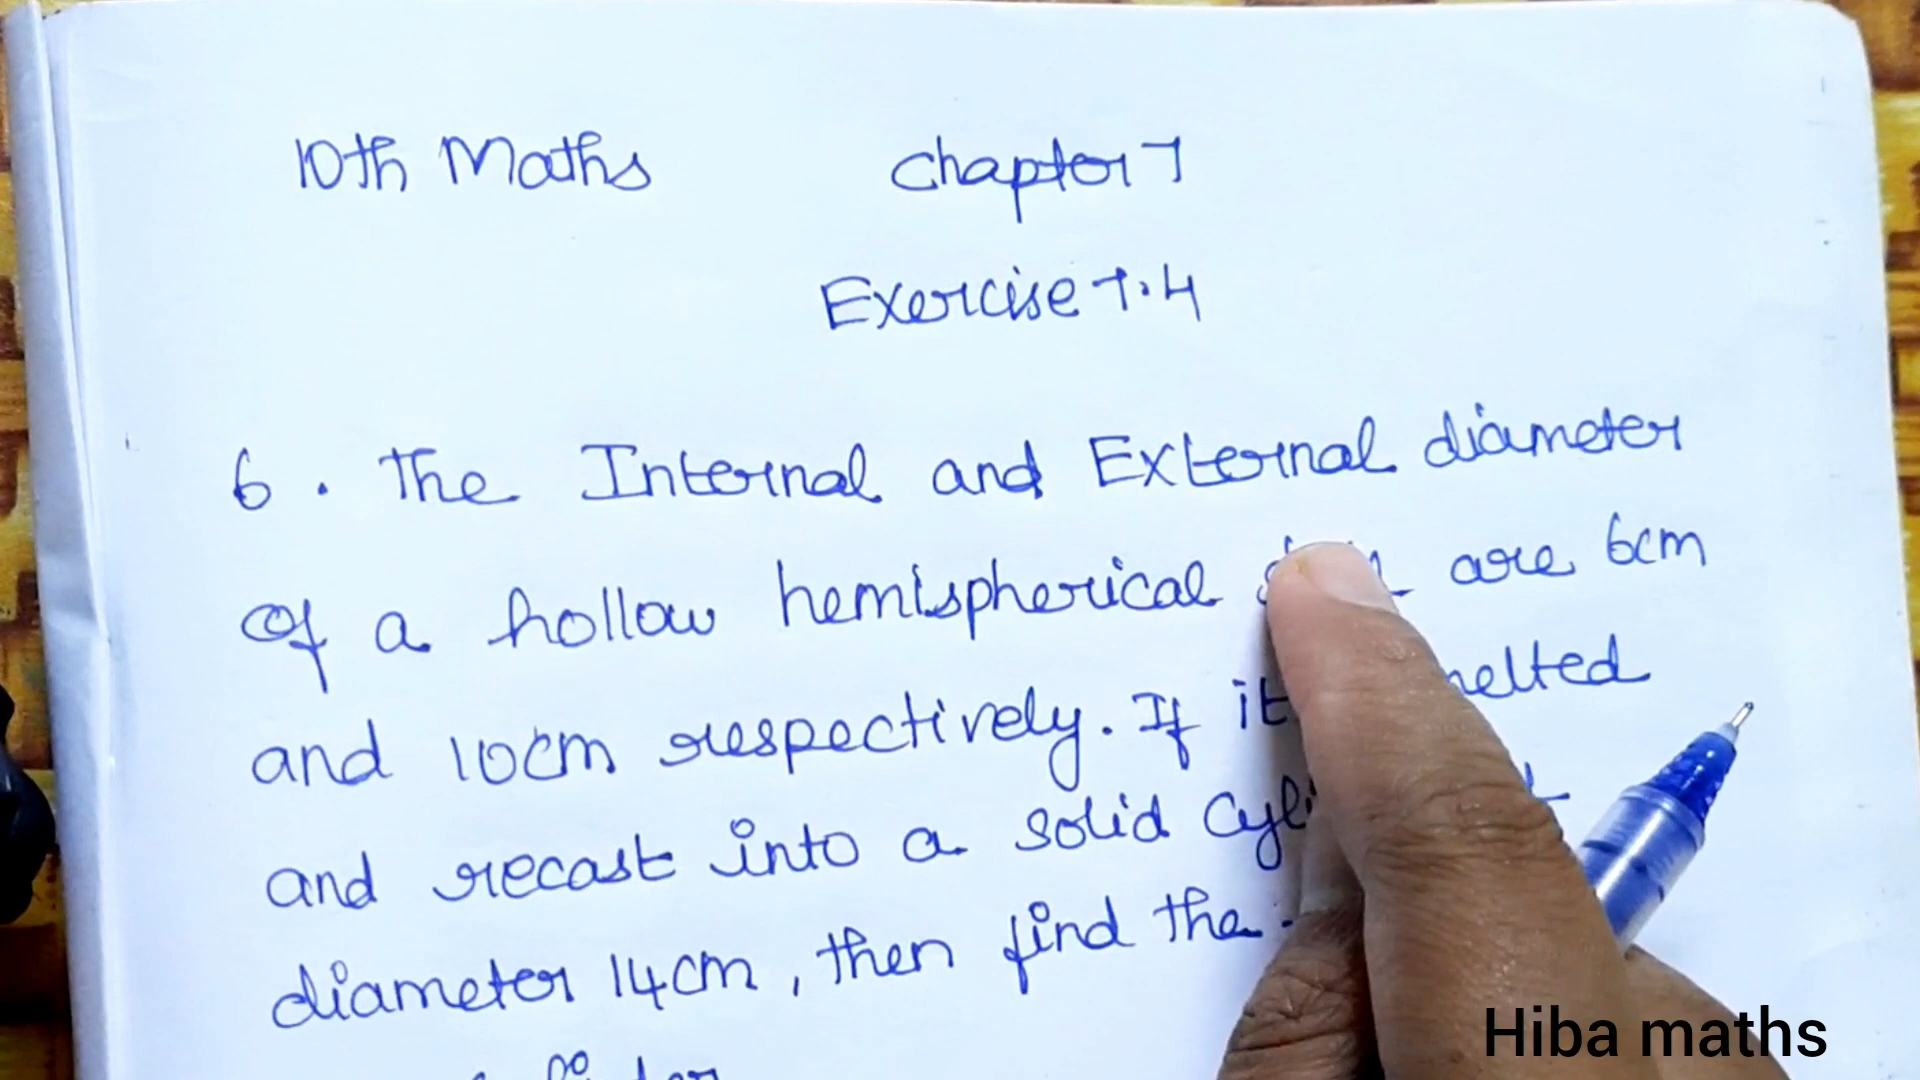 10th Maths Chapter 7
Exercise 7.4
6. The Internal and External diameter
of a hollow hemispherical are 6cm
and 10cm respectively. If it melted
and recast into a solid
diameter 14cm, then find the
Hiba maths